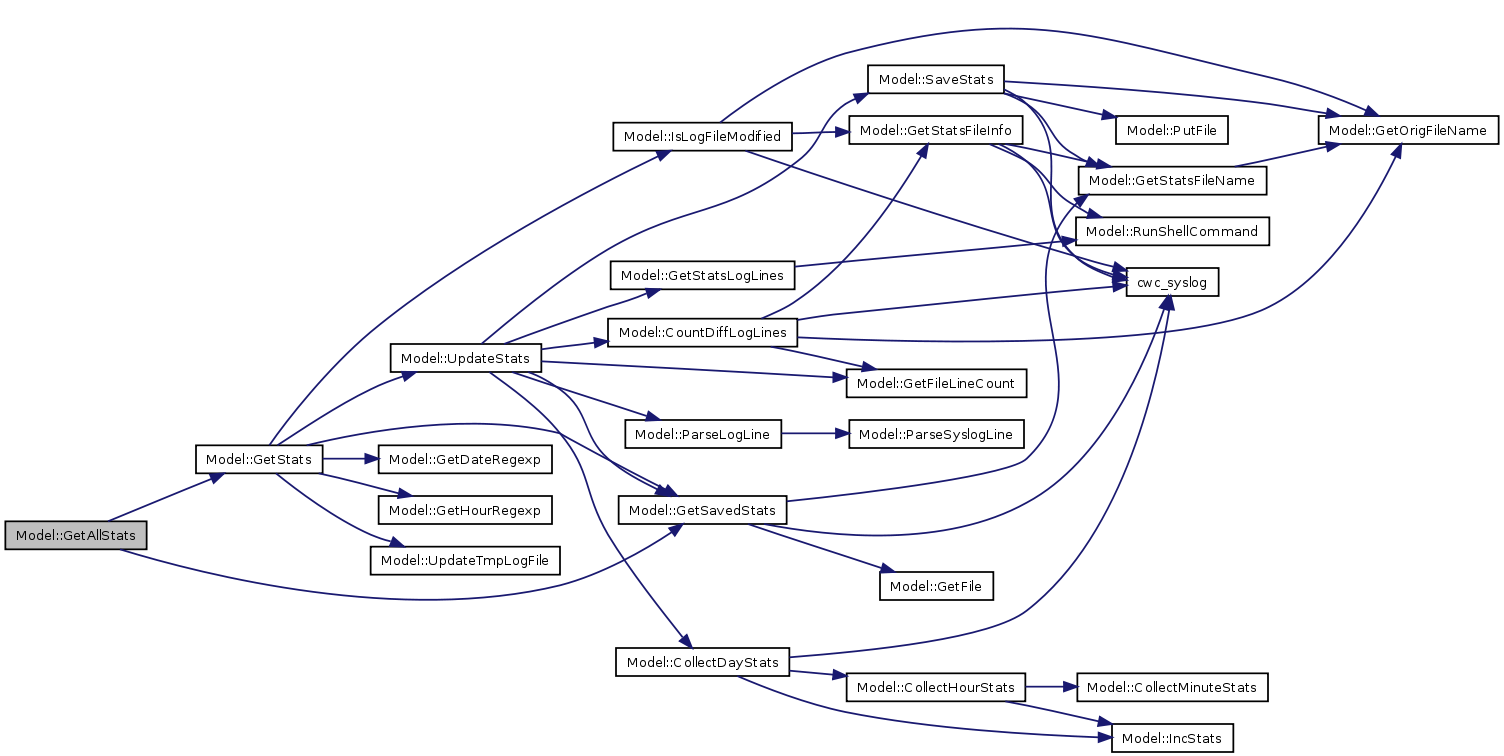 Model::SaveStats
Model::GetStatsFileInfo
Model::PutFile
Model::GetOrigFileName
Model::IsLogFileModified
Model::GetStatsFileName
Model::RunShellCommand
Model::GetStatsLogLines
cwc_syslog
Model::CountDiffLogLines
Model::UpdateStats
Model::GetFileLineCount
Model::ParseLogLine
Model::ParseSyslogLine
Model::GetStats
Model::GetDateRegexp
Model::GetHourRegexp
Model::GetSavedStats
Model::GetAllStats
Model::UpdateTmpLogFile
Model::GetFile
Model::CollectDayStats
Model::CollectHourStats
Model::CollectMinuteStats
Model::IncStats